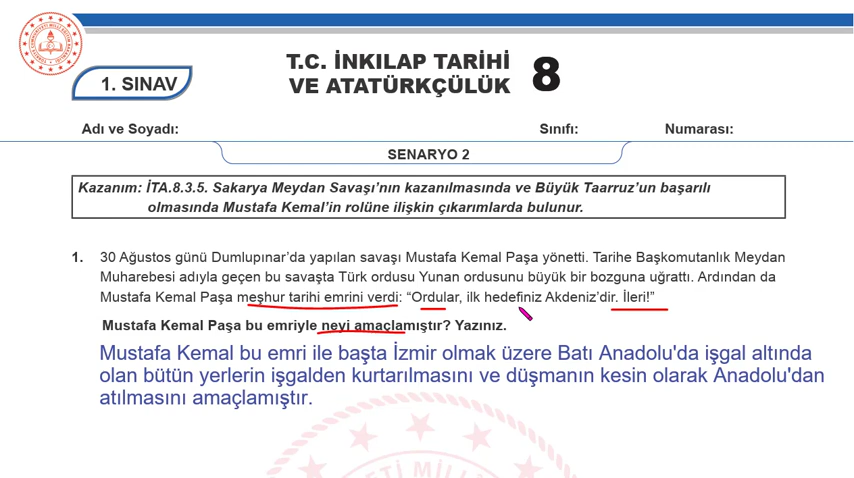 T.C. İNKILAP TARİHİ
VE ATATÜRKÇÜLÜK
8
1. SINAV
Adı ve Soyadı: Sınıfı: Numarası:
SENARYO 2
Kazanım: İTA.8.3.5. Sakarya Meydan Savaşı’nın kazanılmasında ve Büyük Taarruz’un başarılı
olmasında Mustafa Kemal’in rolüne ilişkin çıkarımlarda bulunur.
1. 30 Ağustos günü Dumlupınar’da yapılan savaşı Mustafa Kemal Paşa yönetti. Tarihe Başkomutanlık Meydan
Muharebesi adıyla geçen bu savaşta Türk ordusu Yunan ordusunu büyük bir bozguna uğrattı. Ardından da
Mustafa Kemal Paşa meşhur tarihi emrini verdi: “Ordular, ilk hedefiniz Akdeniz’dir. İleri!”
Mustafa Kemal Paşa bu emriyle neyi amaçlamıştır? Yazınız.
Mustafa Kemal bu emri ile başta İzmir olmak üzere Batı Anadolu'da işgal altında
olan bütün yerlerin işgalden kurtarılmasını ve düşmanın kesin olarak Anadolu'dan
atılmasını amaçlamıştır.